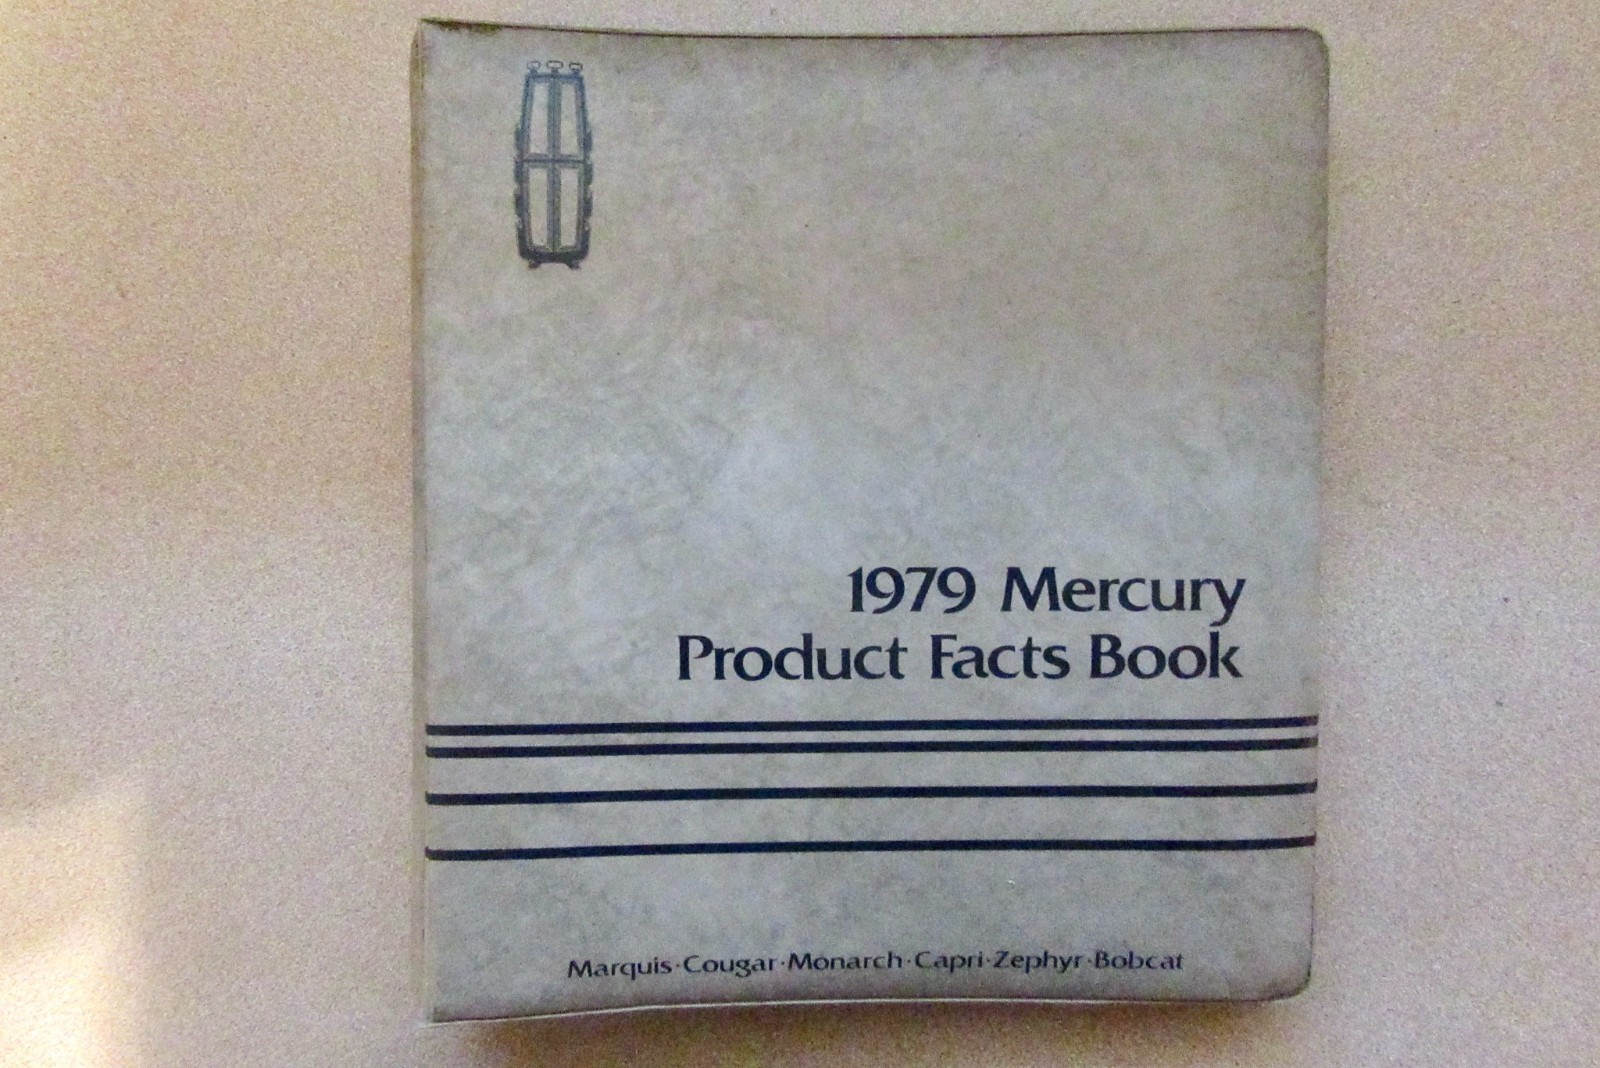 1979 Mercury
Product Facts Book
Marquis·Cougar·Monarch·Capri·Zephyr·Bobcat